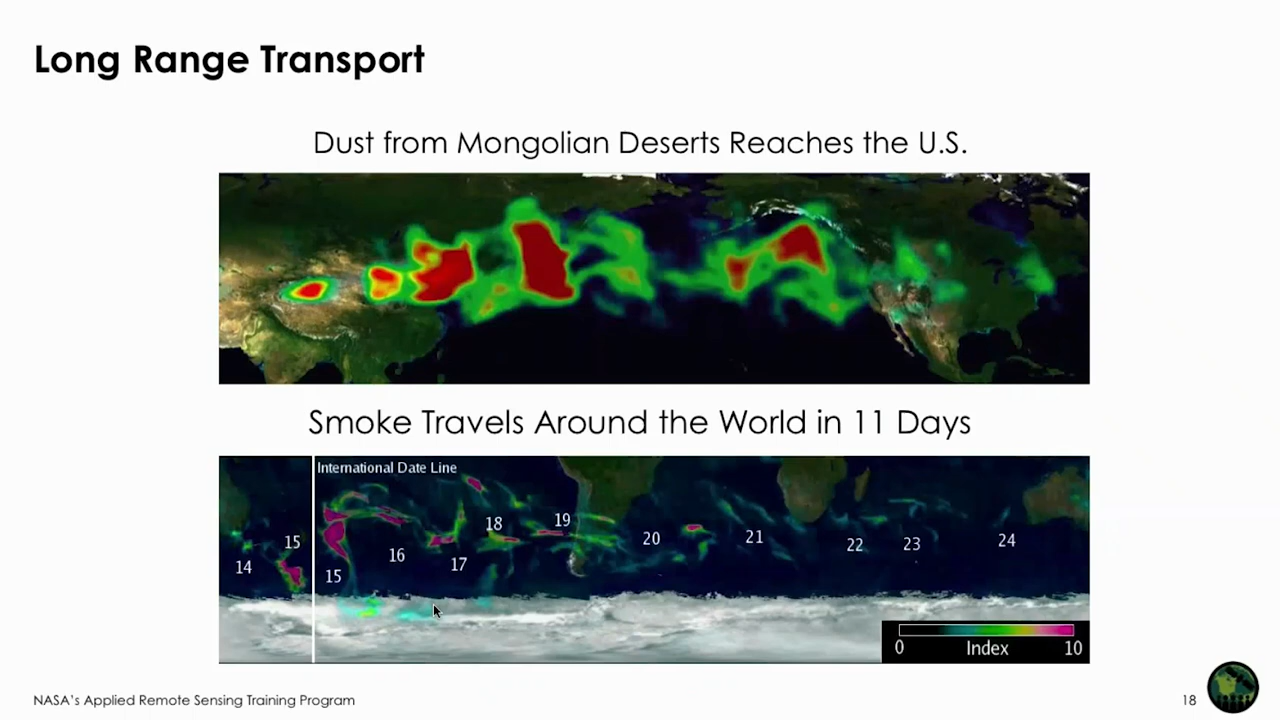 Long Range Transport
Dust from Mongolian Deserts Reaches the U.S.
Smoke Travels Around the World in 11 Days
International Date Line
14
15
15
16
17
18
19
20
21
22
23
24
0 Index 10
NASA's Applied Remote Sensing Training Program
18